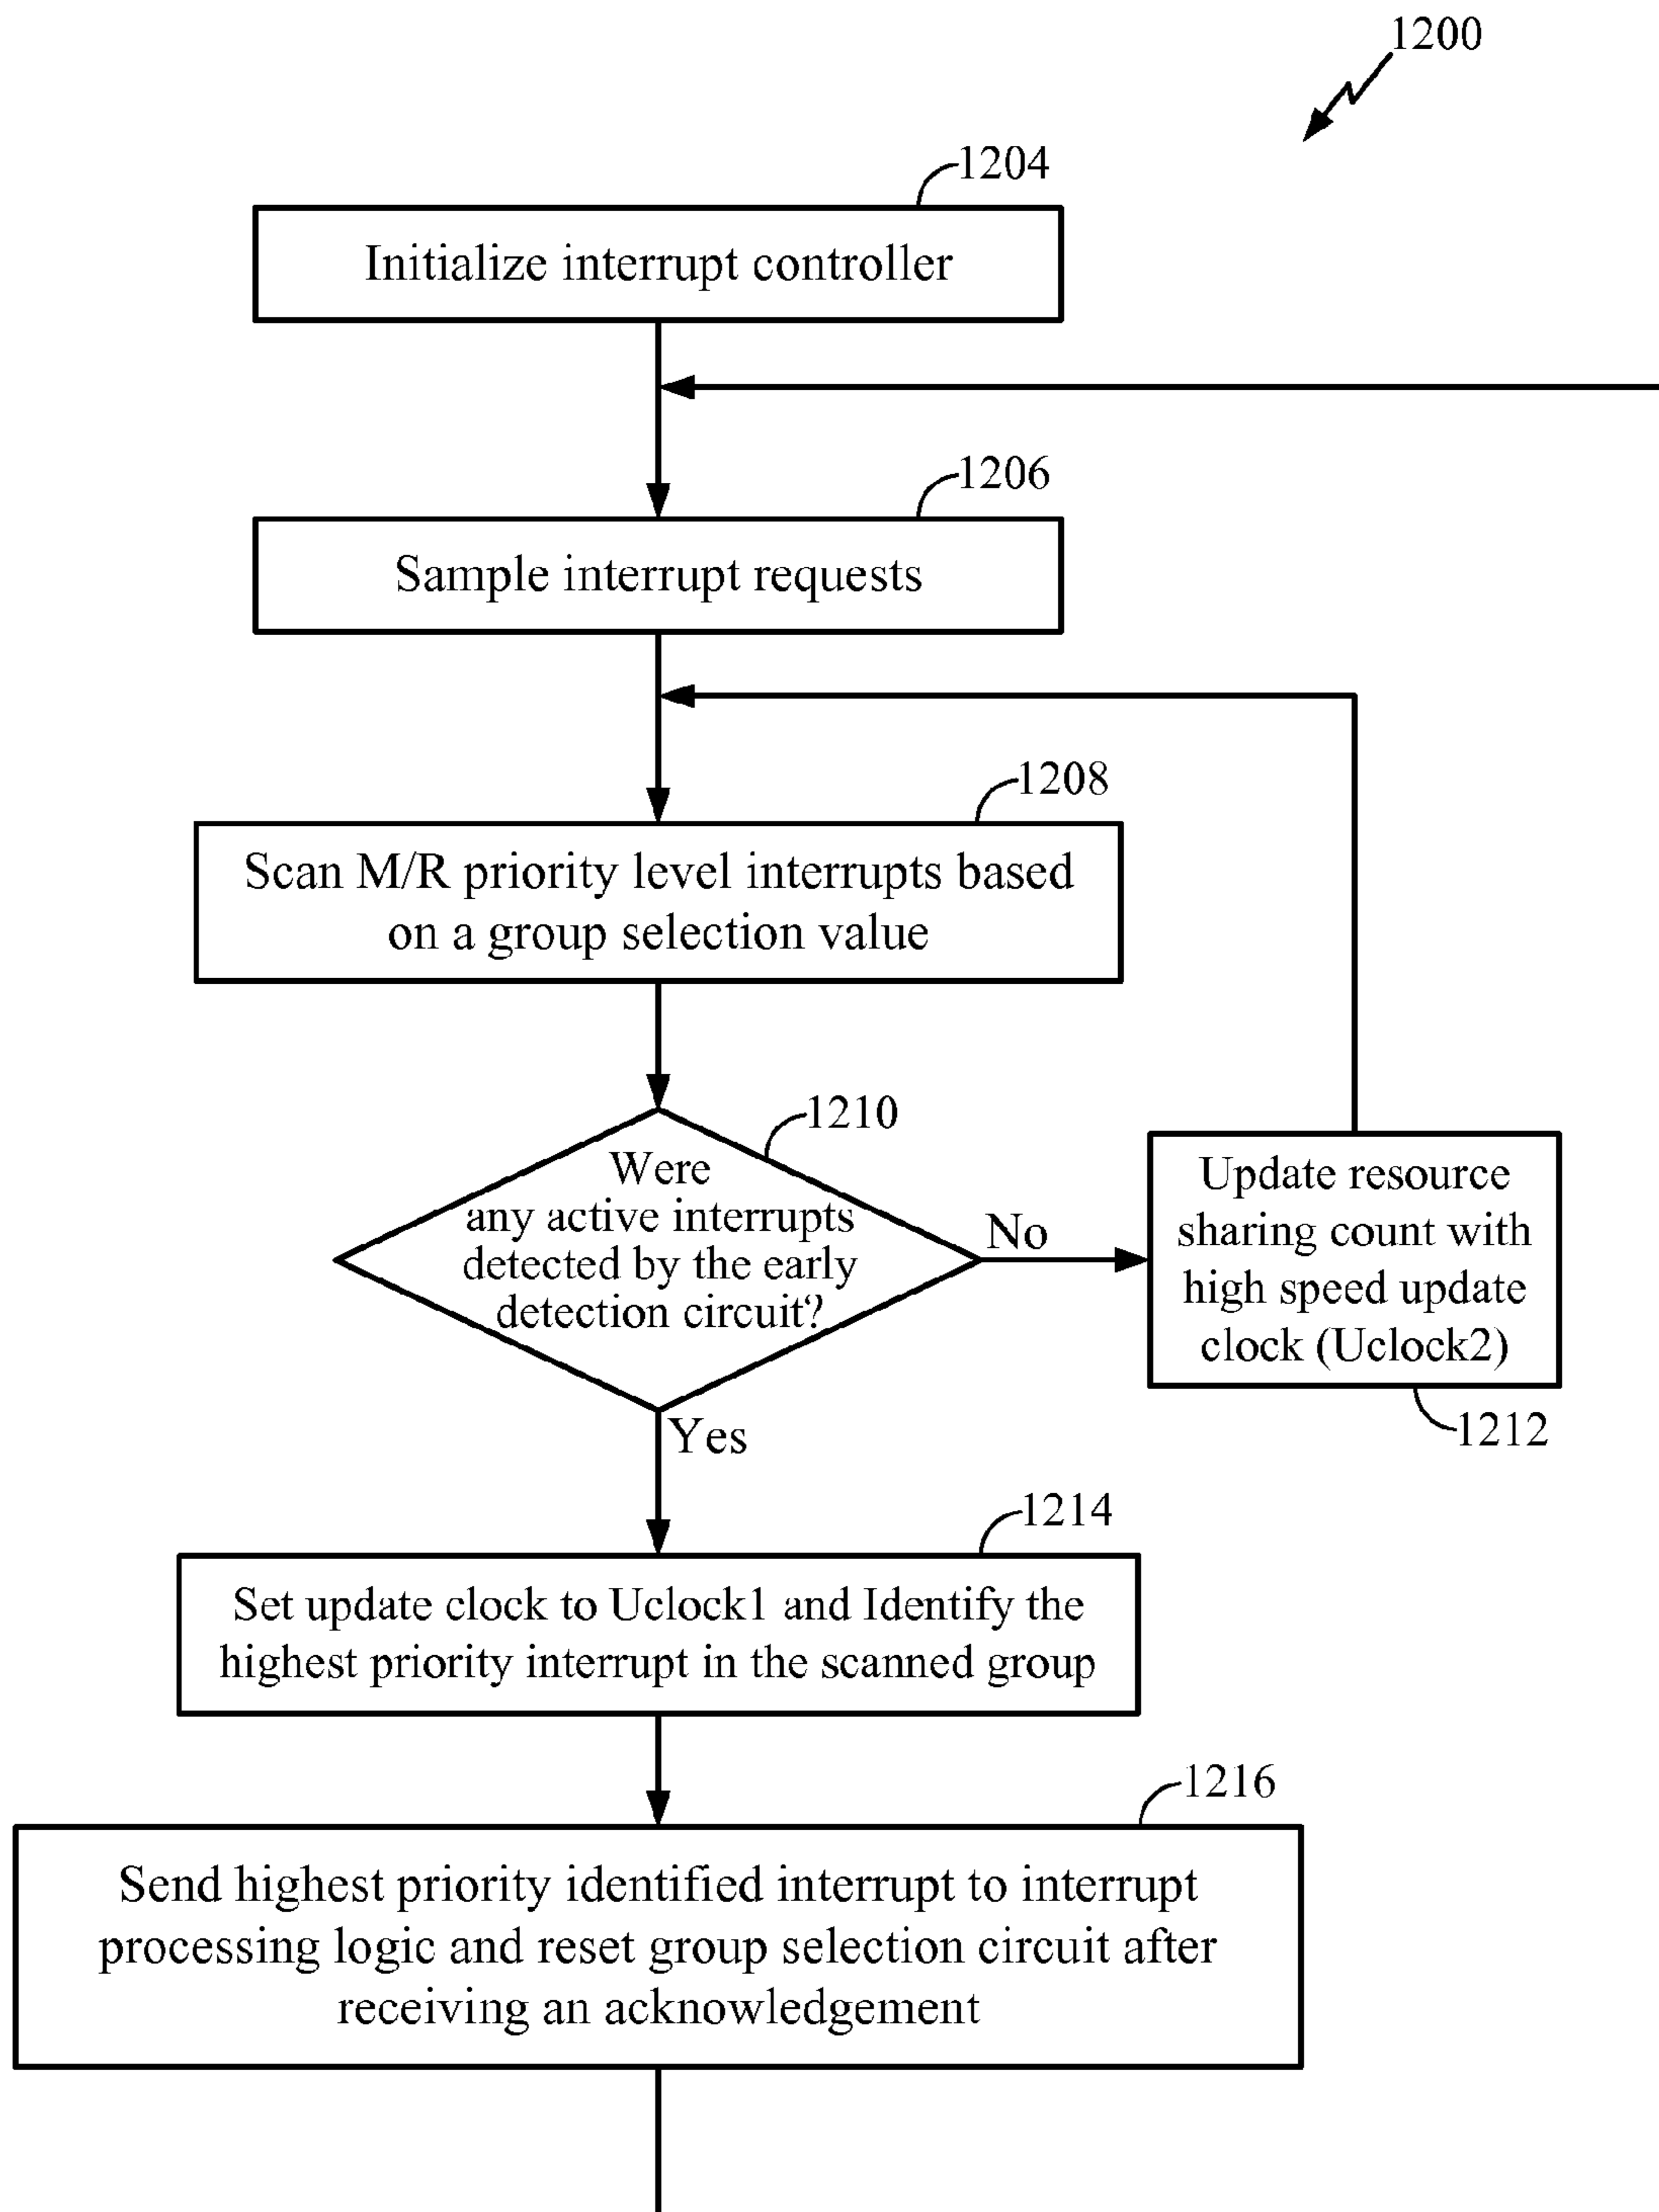 1200
1204
Initialize interrupt controller
1206
Sample interrupt requests
1208
Scan M/R priority level interrupts based
on a group selection value
1210
Were
any active interrupts
detected by the early
detection circuit?
No
Update resource
sharing count with
high speed update
clock (Uclock2)
1212
Yes
1214
Set update clock to Uclock1 and Identify the
highest priority interrupt in the scanned group
1216
Send highest priority identified interrupt to interrupt
processing logic and reset group selection circuit after
receiving an acknowledgement